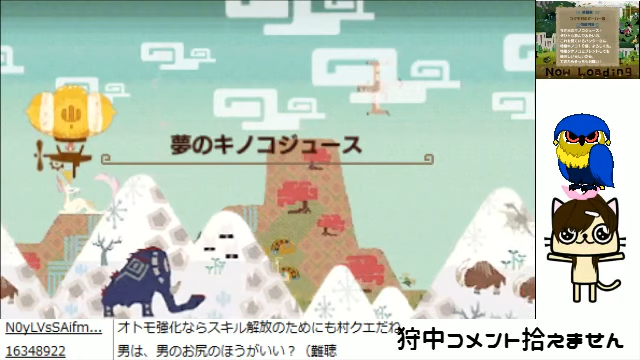 夢のキノコジュース
Now Loading
N0yLVsSAifm...
オトモ強化ならスキル解放のためにも村クエだね
16348922
男は、男のお尻のほうがいい？（難聴
狩中コメント拾えません